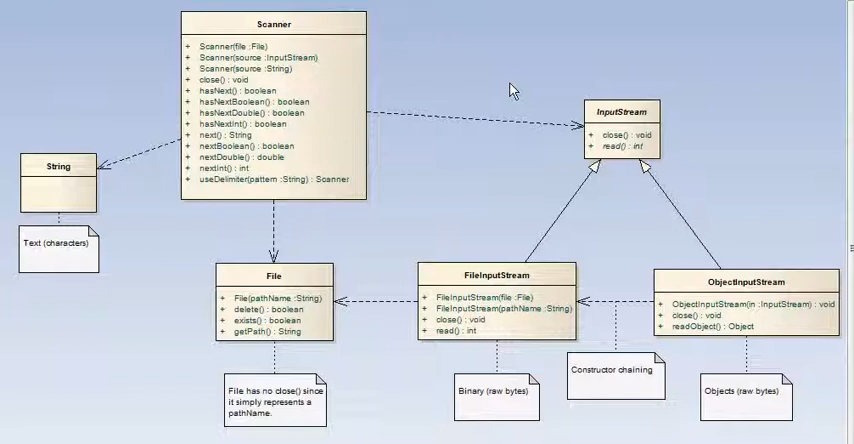 Scanner
+ Scanner(file :File)
+ Scanner(source :InputStream)
+ Scanner(source :String)
+ close() : void
+ hasNext() : boolean
+ hasNextBoolean() : boolean
+ hasNextDouble() : boolean
+ hasNextInt() : boolean
+ next() : String
+ nextBoolean() : boolean
+ nextDouble() : double
+ nextInt() : int
+ useDelimiter(pattern :String) : Scanner
InputStream
+ close() : void
+ read() : int
String
Text (characters)
File
+ File(pathName :String)
+ delete() : boolean
+ exists() : boolean
+ getPath() : String
File has no close() since
it simply represents a
pathName.
FileInputStream
+ FileInputStream(file :File)
+ FileInputStream(pathName :String)
+ close() : void
+ read() : int
Binary (raw bytes)
Constructor chaining
ObjectInputStream
+ ObjectInputStream(in :InputStream) : void
+ close() : void
+ readObject() : Object
Objects (raw bytes)